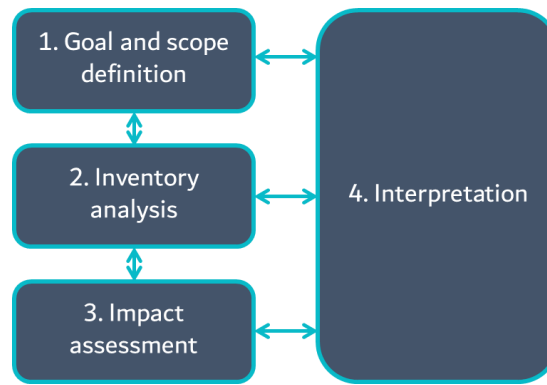 1. Goal and scope
definition
2. Inventory
analysis
3. Impact
assessment
4. Interpretation